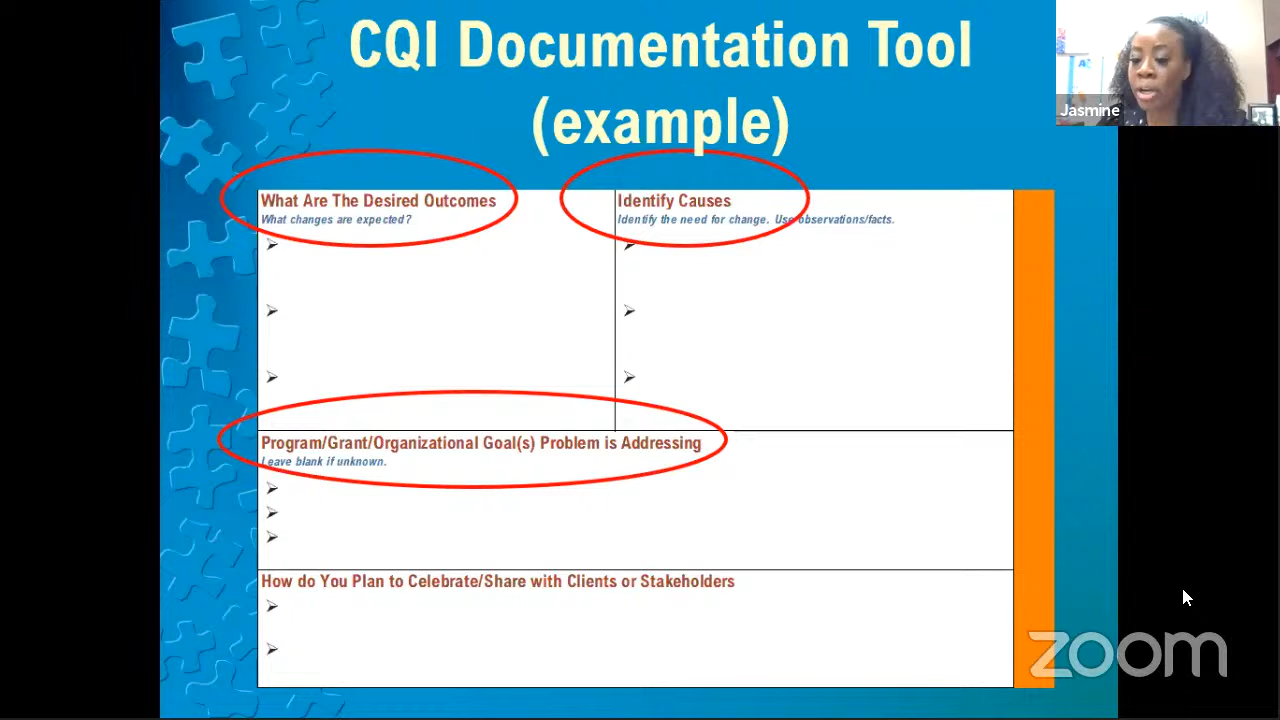 CQI Documentation Tool
(example)
Jasmine
What Are The Desired Outcomes
What changes are expected?
Identify Causes
Identify the need for change. Use observations/facts.
Program/Grant/Organizational Goal(s) Problem is Addressing
Leave blank if unknown.
How do You Plan to Celebrate/Share with Clients or Stakeholders
zoom